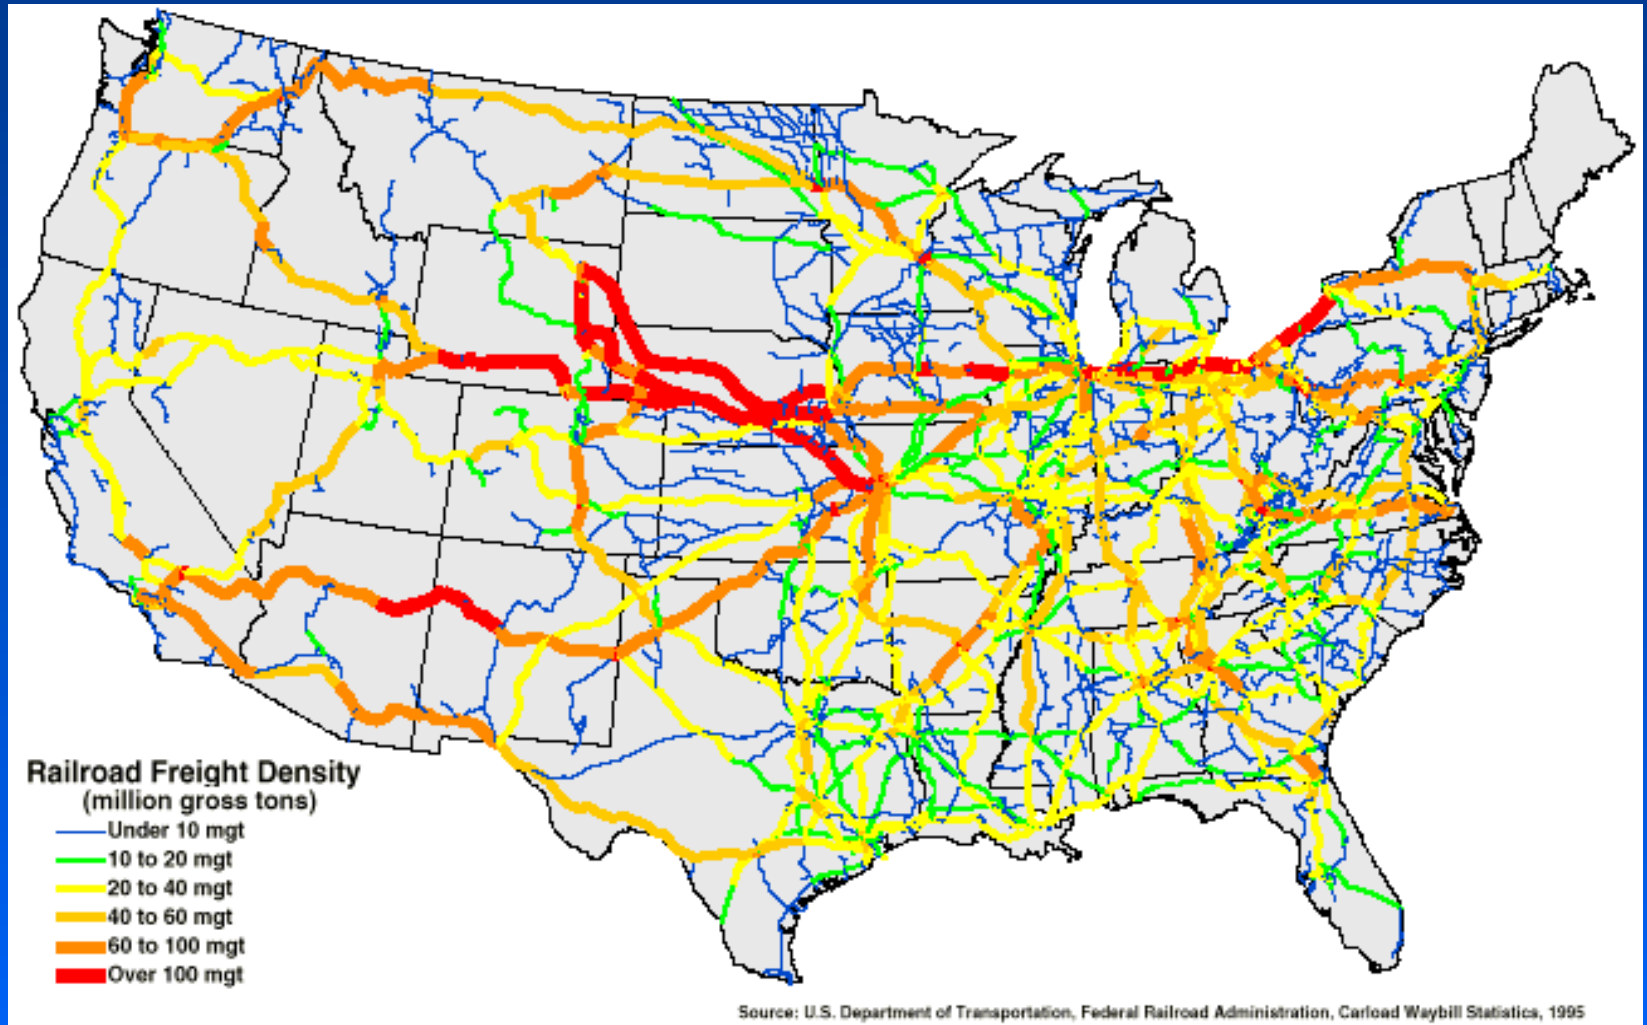 Railroad Freight Density
(million gross tons)
Under 10 mgt
10 to 20 mgt
20 to 40 mgt
40 to 60 mgt
60 to 100 mgt
Over 100 mgt
Source: U.S. Department of Transportation, Federal Railroad Administration, Carload Waybill Statistics, 1995